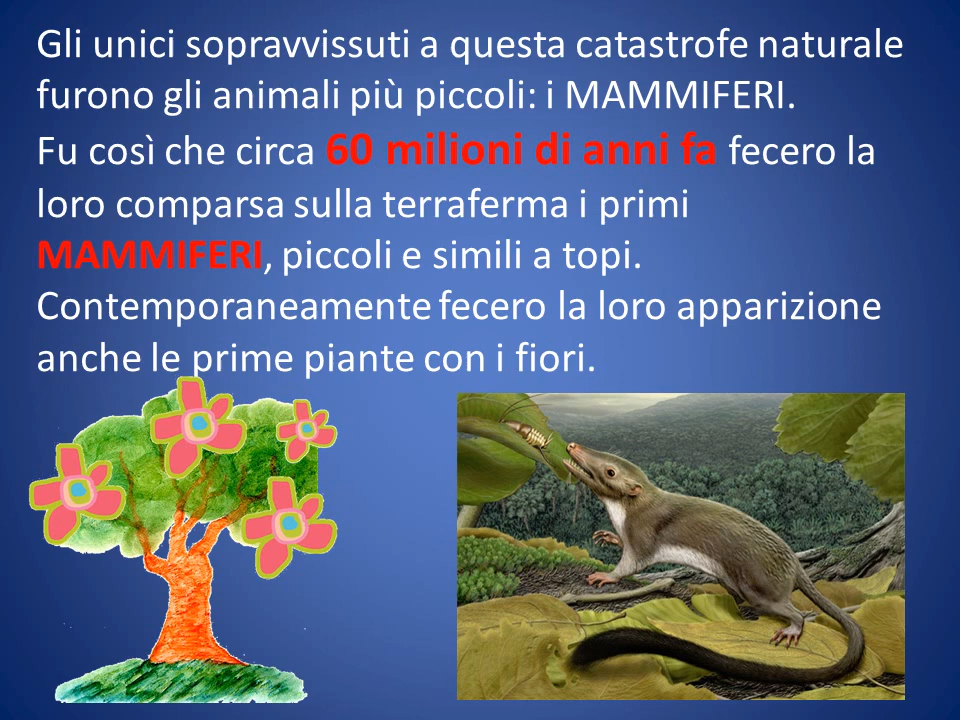 Gli unici sopravvissuti a questa catastrofe naturale
furono gli animali più piccoli: i MAMMIFERI.
Fu così che circa 60 milioni di anni fa fecero la
loro comparsa sulla terraferma i primi
MAMMIFERI, piccoli e simili a topi.
Contemporaneamente fecero la loro apparizione
anche le prime piante con i fiori.